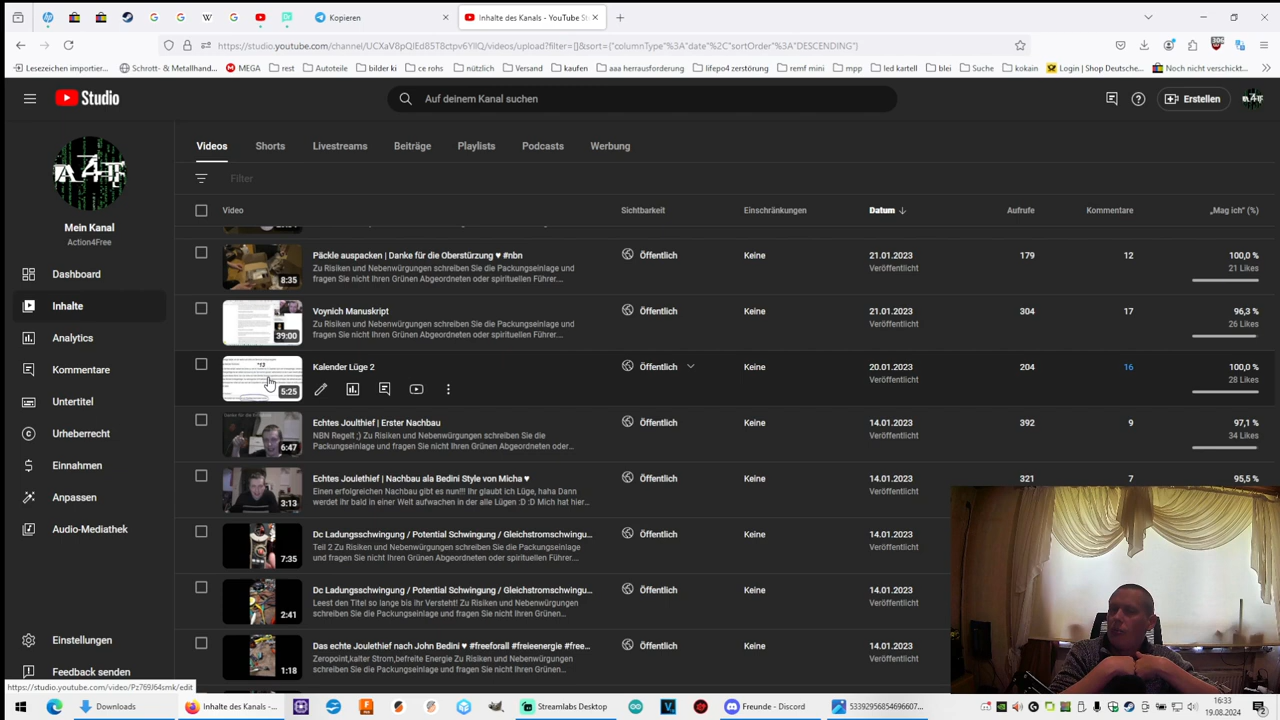 Kopieren
Inhalte des Kanals - YouTube St
https://studio.youtube.com/channel/UCXaV8pQIEd85T8ctpv6YIlQ/videos/upload?filter=[]&sort={"columnType"%3A"date"%2C"sortOrder"%3A"DESCENDING"}
305
Lesezeichen importier...
Schrott- & Metallhand...
MEGA
rest
Autoteile
bilder ki
ce rohs
nützlich
Versand
kaufen
aaa herrausforderung
lifepo4 zerstörung
remf mini
mpp
led kartell
blei
Suche
kokain
Login | Shop Deutsche...
Noch nicht verschickt...
Studio
Auf deinem Kanal suchen
Erstellen
A4F
Mein Kanal
Action4Free
Dashboard
Inhalte
Analytics
Kommentare
Untertitel
Urheberrecht
Einnahmen
Anpassen
Audio-Mediathek
Einstellungen
Feedback senden
Videos
Shorts
Livestreams
Beiträge
Playlists
Podcasts
Werbung
Filter
Video
Sichtbarkeit
Einschränkungen
Datum
Aufrufe
Kommentare
„Mag ich" (%)
Päckle auspacken | Danke für die Oberstürzung ♥ #nbn
Öffentlich
Keine
21.01.2023
179
12
100,0 %
Zu Risiken und Nebenwürgungen schreiben Sie die Packungseinlage
Veröffentlicht
21 Likes
und fragen Sie nicht Ihren Grünen Abgeordneten oder spirituellen Führer....
8:35
Voynich Manuskript
Öffentlich
Keine
21.01.2023
304
17
96,3 %
Zu Risiken und Nebenwürgungen schreiben Sie die Packungseinlage
Veröffentlicht
26 Likes
und fragen Sie nicht Ihren Grünen Abgeordneten oder spirituellen Führer....
39:00
Kalender Lüge 2
Öffentlich
Keine
20.01.2023
204
16
100,0 %
Veröffentlicht
28 Likes
5:25
Echtes Joulthief | Erster Nachbau
Öffentlich
Keine
14.01.2023
392
9
97,1 %
NBN Regelt ;) Zu Risiken und Nebenwürgungen schreiben Sie die
Veröffentlicht
34 Likes
Packungseinlage und fragen Sie nicht Ihren Grünen Abgeordneten oder...
6:47
Echtes Joulethief | Nachbau ala Bedini Style von Micha ♥
Öffentlich
Keine
14.01.2023
321
7
95,5 %
Einen erfolgreichen Nachbau gibt es nun!!! Ihr glaubt ich Lüge, haha Dann
Veröffentlicht
werdet ihr bald in einer Welt aufwachen in der alle Lügen :D :D Mich hat hier...
3:13
Dc Ladungsschwingung / Potential Schwingung / Gleichstromschwingu...
Öffentlich
Keine
14.01.2023
Teil 2 Zu Risiken und Nebenwürgungen schreiben Sie die Packungseinlage
Veröffentlicht
und fragen Sie nicht Ihren Grünen Abgeordneten oder spirituellen...
7:35
Dc Ladungsschwingung / Potential Schwingung / Gleichstromschwingu...
Öffentlich
Keine
14.01.2023
Leest den Titel so lange bis ihr Versteht! Zu Risiken und Nebenwürgungen
Veröffentlicht
schreiben Sie die Packungseinlage und fragen Sie nicht Ihren Grünen...
2:41
Das echte Joulethief nach John Bedini ♥ #freeforall #freieenergie #free...
Öffentlich
Keine
14.01.2023
Zeropoint,kalter Strom,befreite Energie Zu Risiken und Nebenwürgungen
Veröffentlicht
schreiben Sie die Packungseinlage und fragen Sie nicht Ihren Grünen...
1:18
https://studio.youtube.com/video/Pz769J64smk/edit
Downloads
Inhalte des Kanals -...
Streamlabs Desktop
Freunde - Discord
53392956854696607...
16:33
19.08.2024